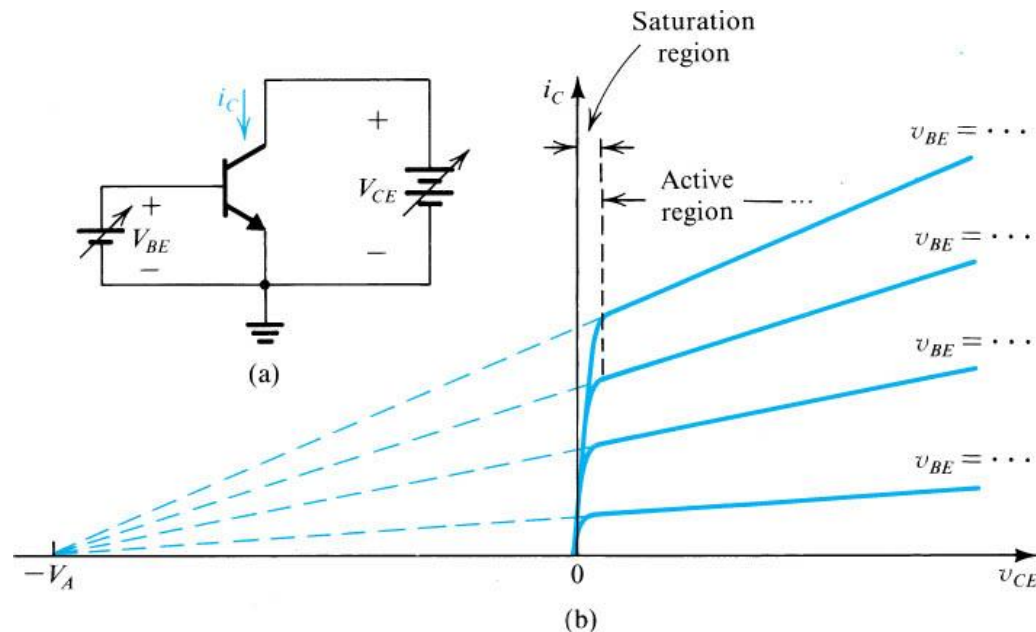 Saturation
region
i_C
v_BE = · · ·
Active
region
...
v_BE = · · ·
v_BE = · · ·
v_BE = · · ·
−V_A
0
v_CE
(b)
i_C
+
V_CE
−
+
V_BE
−
(a)